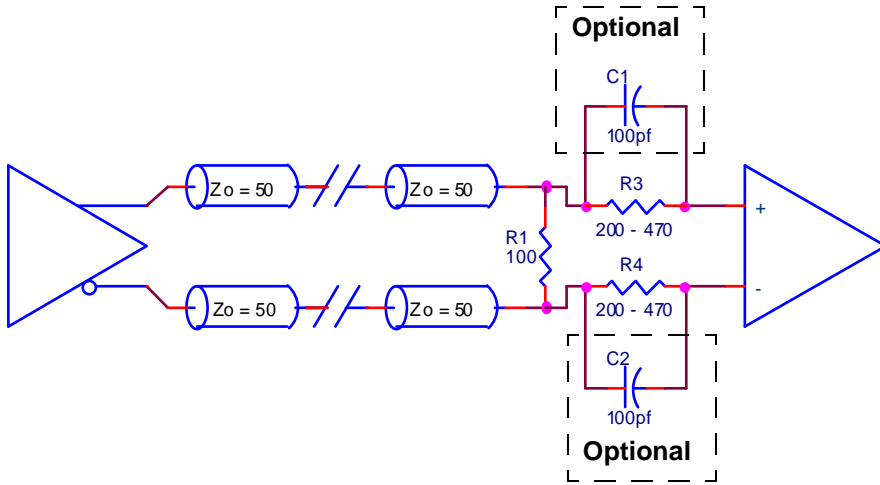 Optional
C1
100pf
Zo = 50
Zo = 50
R3
200 - 470
+
R1
100
R4
200 - 470
-
Zo = 50
Zo = 50
C2
100pf
Optional